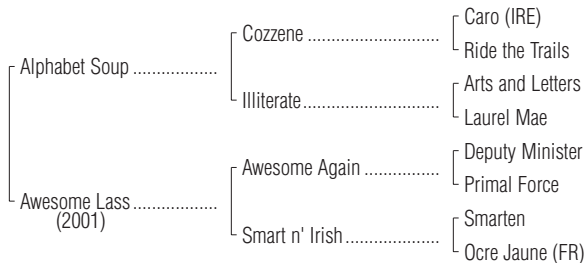 Caro (IRE)
Cozzene ........................
Ride the Trails
Alphabet Soup .................
Arts and Letters
Illiterate.........................
Laurel Mae
Deputy Minister
Awesome Again .............
Primal Force
Awesome Lass ...............
(2001)
Smarten
Smart n' Irish .................
Ocre Jaune (FR)